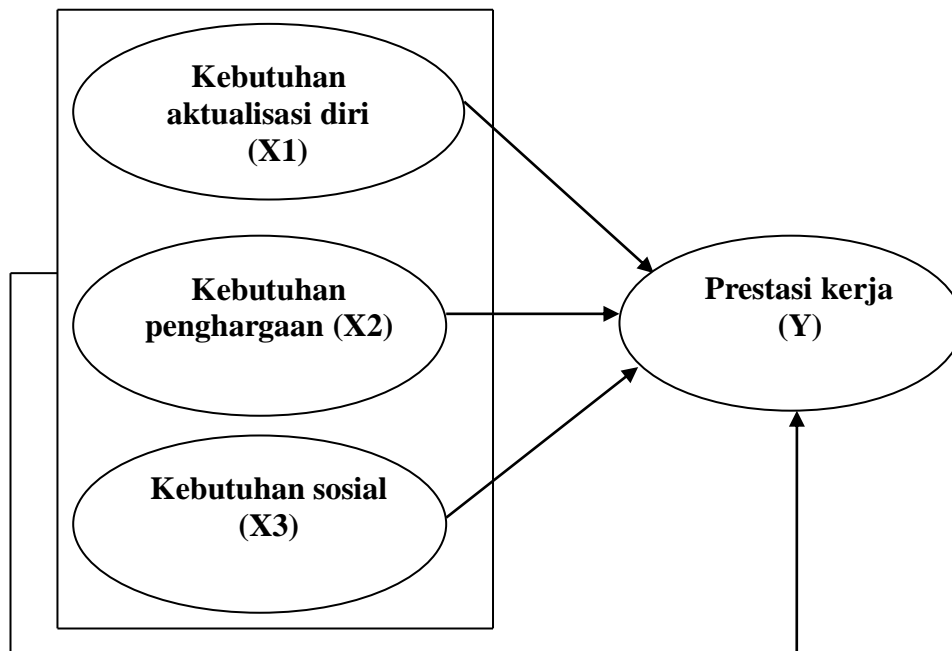 Kebutuhan
aktualisasi diri
(X1)
Kebutuhan
penghargaan (X2)
Kebutuhan sosial
(X3)
Prestasi kerja
(Y)